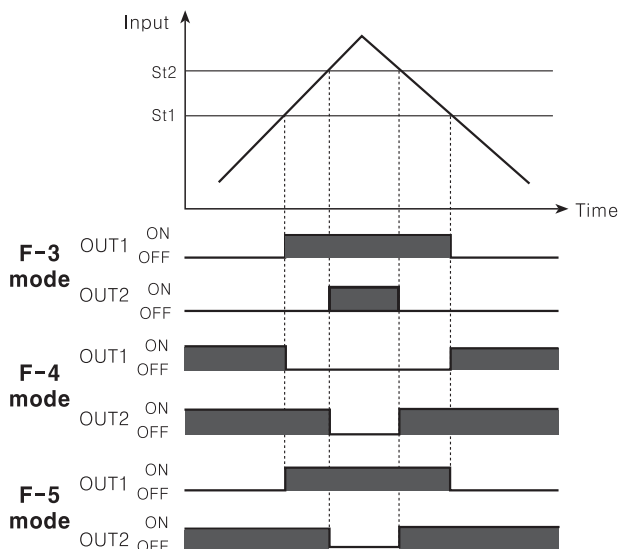 Input
St2
St1
Time
F-3 mode
OUT1 ON
OFF
OUT2 ON
OFF
F-4 mode
OUT1 ON
OFF
OUT2 ON
OFF
F-5 mode
OUT1 ON
OFF
OUT2 ON
OFF